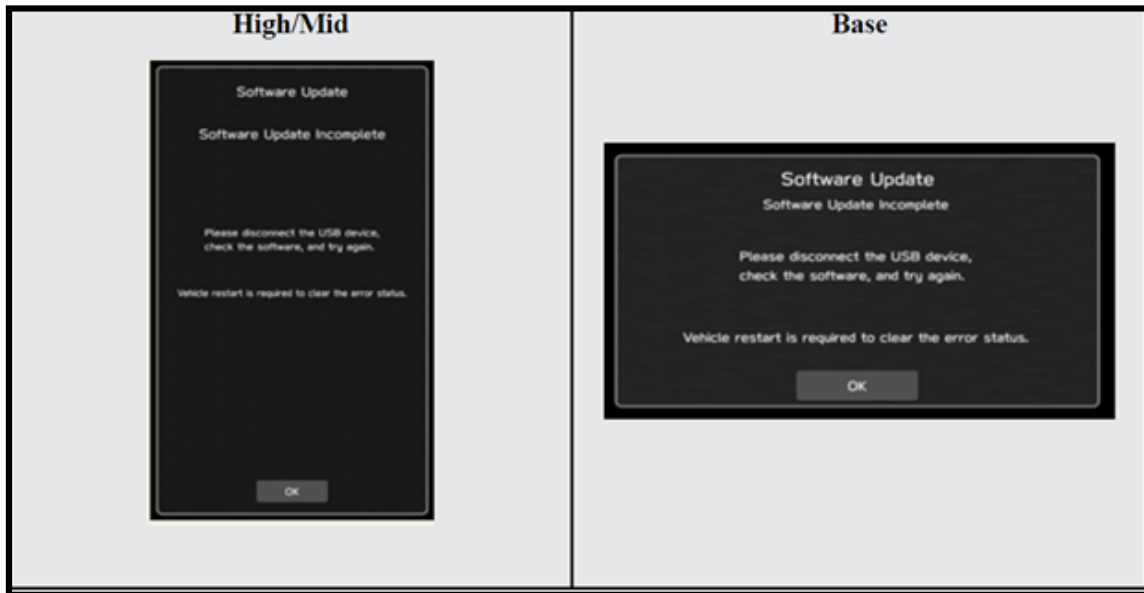 High/Mid
Software Update
Software Update Incomplete
Please disconnect the USB device,
check the software, and try again.
Vehicle restart is required to clear the error status.
OK
Base
Software Update
Software Update Incomplete
Please disconnect the USB device,
check the software, and try again.
Vehicle restart is required to clear the error status.
OK